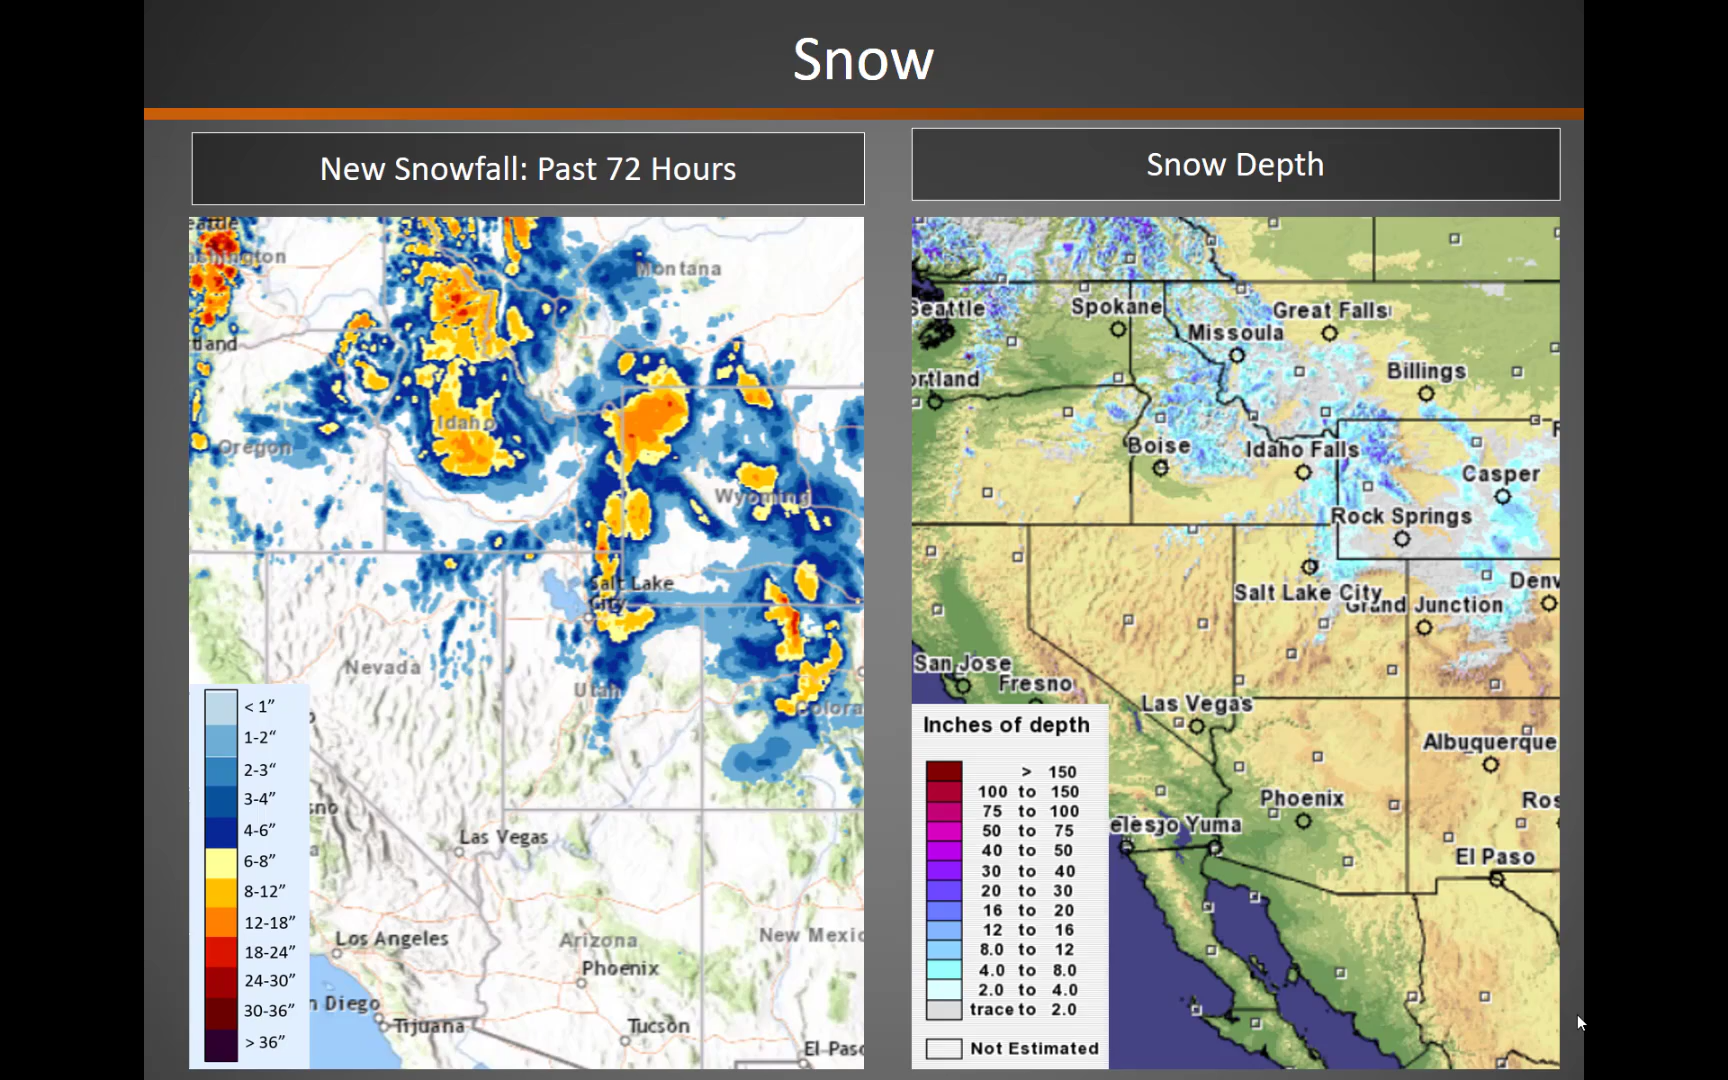 Snow
New Snowfall: Past 72 Hours
Snow Depth
Montana
Idaho
Oregon
Wyoming
Salt Lake
City
Nevada
Utah
Las Vegas
Los Angeles
Arizona
Phoenix
New Mexic
n Diego
Tijuana
Tucson
El Paso
< 1”
1-2“
2-3“
3-4”
4-6”
6-8”
8-12”
12-18”
18-24”
24-30”
30-36”
> 36”
Seattle
Spokane
Great Falls
Missoula
ortland
Billings
Boise
Idaho Falls
Casper
Rock Springs
Salt Lake City
Grand Junction
Denv
San Jose
Fresno
Las Vegas
Albuquerque
Phoenix
Ros
Yuma
El Paso
Inches of depth
> 150
100 to 150
75 to 100
50 to 75
40 to 50
30 to 40
20 to 30
16 to 20
12 to 16
8.0 to 12
4.0 to 8.0
2.0 to 4.0
trace to 2.0
Not Estimated